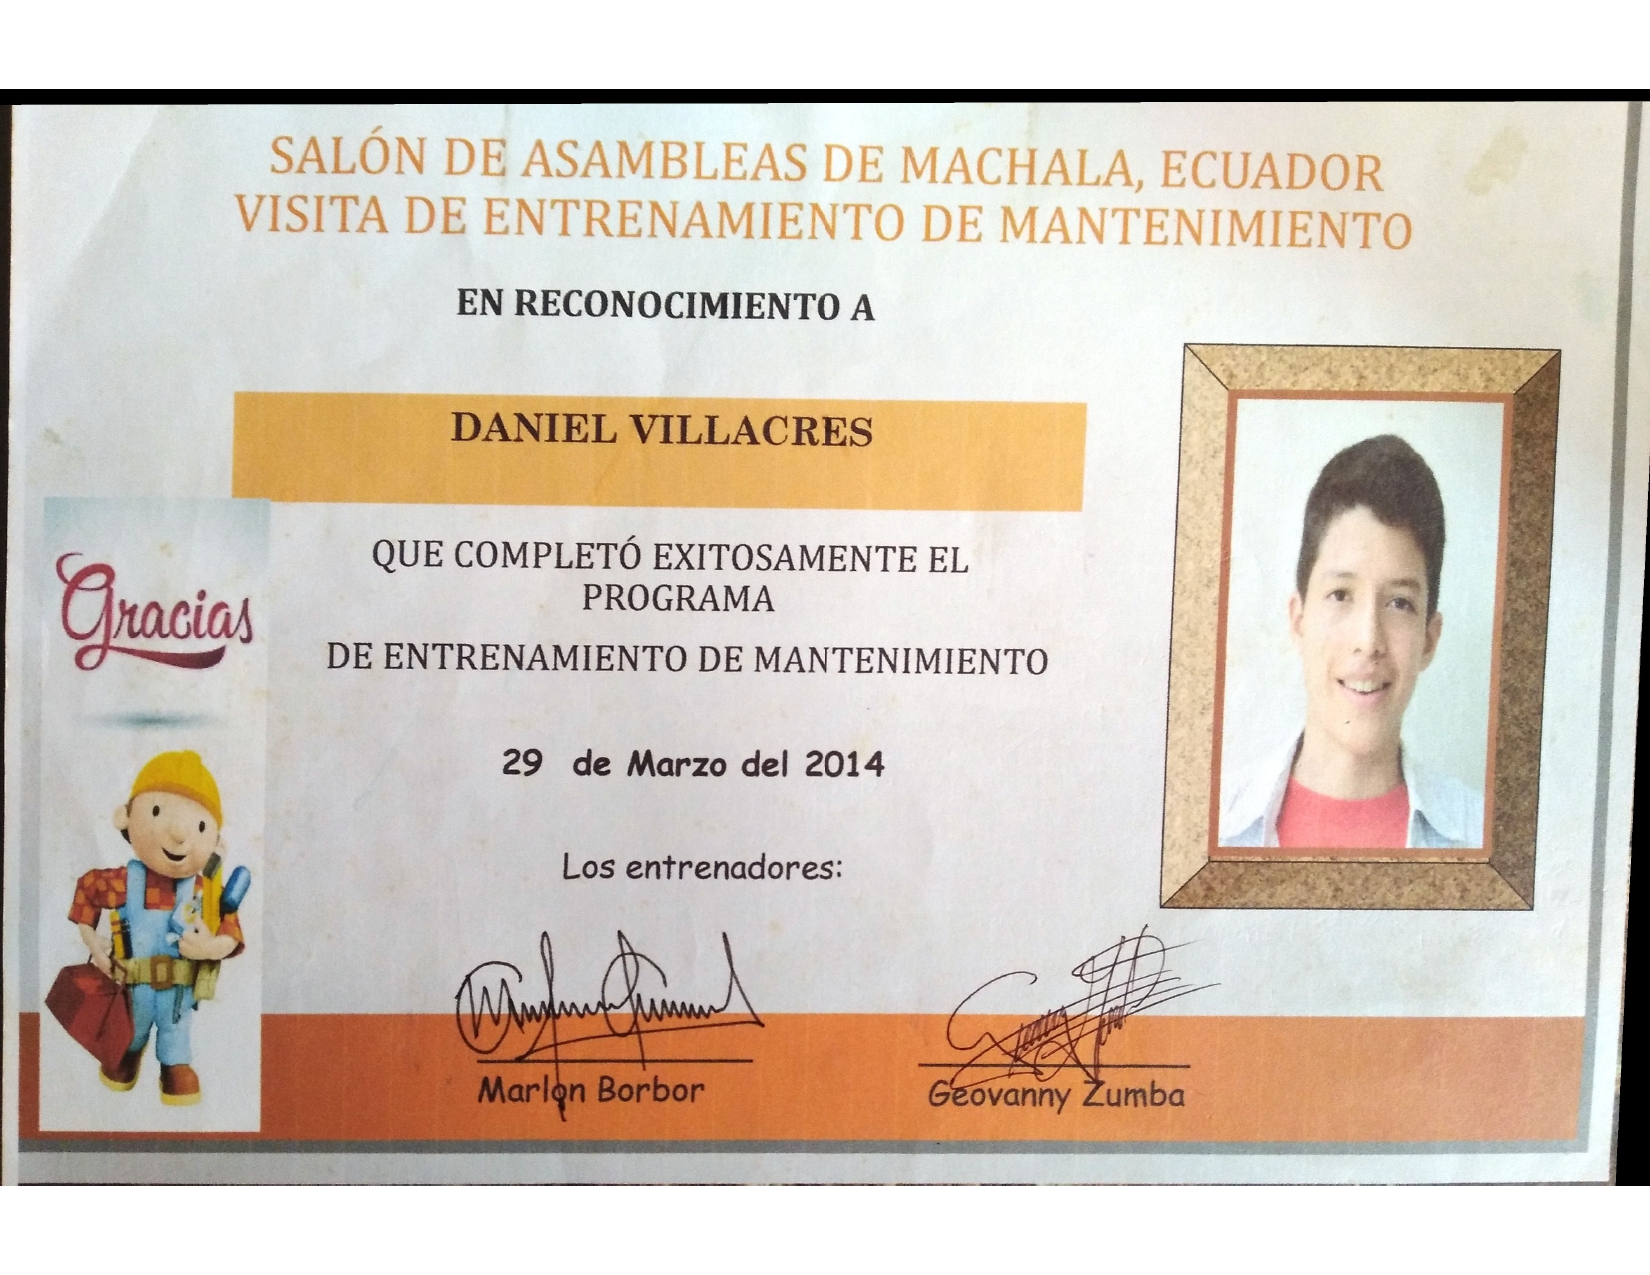 SALÓN DE ASAMBLEAS DE MACHALA, ECUADOR
VISITA DE ENTRENAMIENTO DE MANTENIMIENTO
EN RECONOCIMIENTO A
DANIEL VILLACRES
Gracias
QUE COMPLETÓ EXITOSAMENTE EL
PROGRAMA
DE ENTRENAMIENTO DE MANTENIMIENTO
29 de Marzo del 2014
Los entrenadores:
Marlon Borbor
Geovanny Zumba